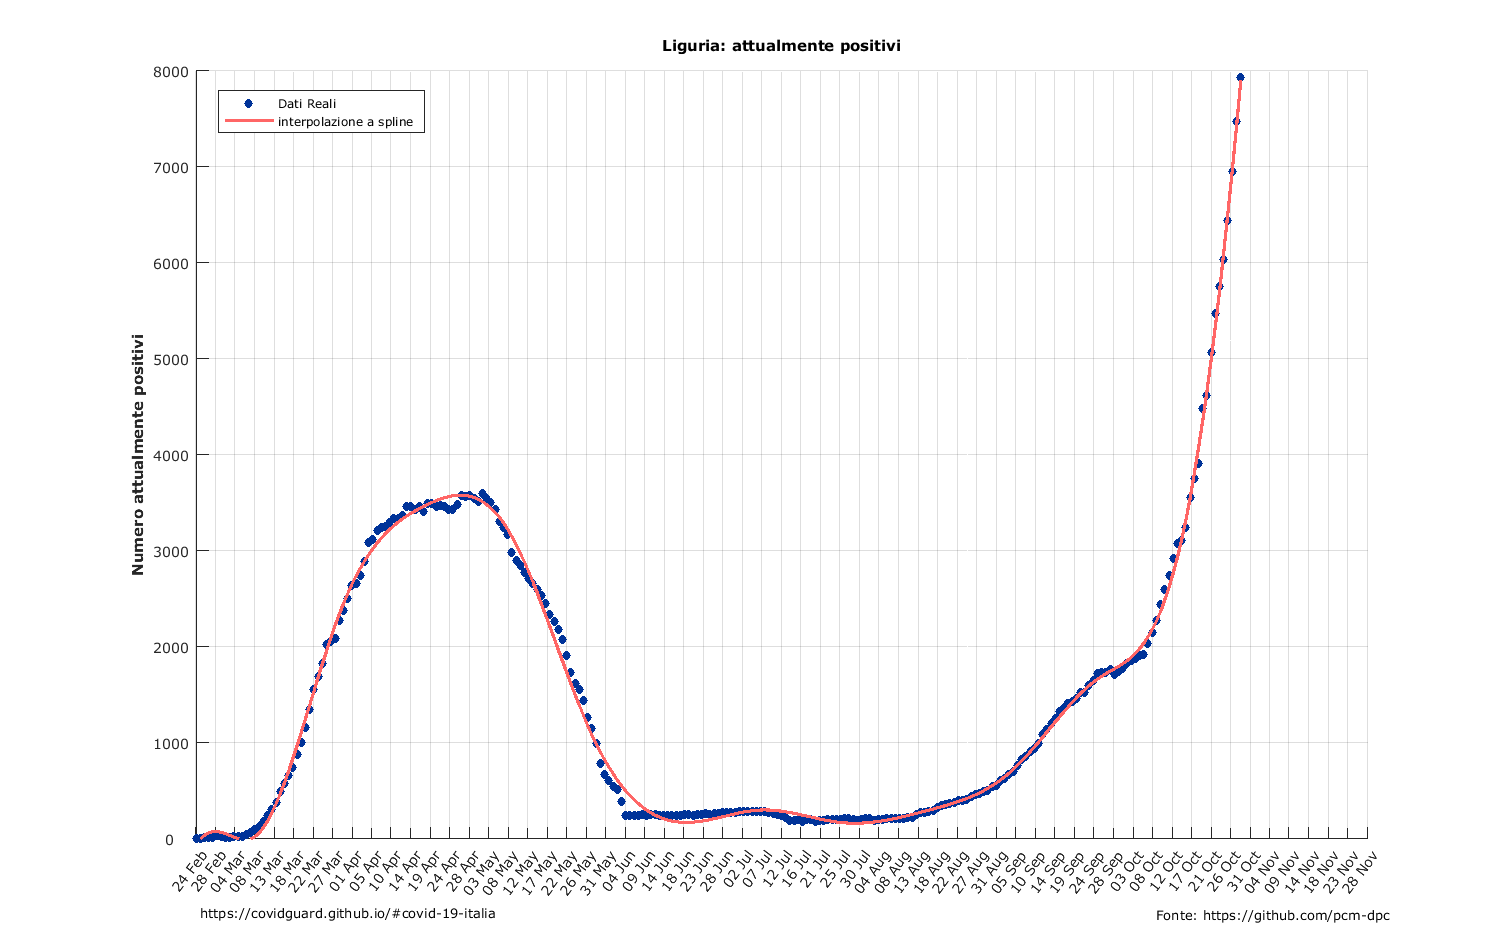 Liguria: attualmente positivi
Dati Reali
interpolazione a spline
Numero attualmente positivi
8000
7000
6000
5000
4000
3000
2000
1000
0
24 Feb
28 Feb
04 Mar
08 Mar
13 Mar
18 Mar
22 Mar
27 Mar
01 Apr
05 Apr
10 Apr
14 Apr
19 Apr
24 Apr
28 Apr
03 May
08 May
12 May
17 May
22 May
26 May
31 May
04 Jun
09 Jun
14 Jun
18 Jun
23 Jun
28 Jun
02 Jul
07 Jul
12 Jul
16 Jul
21 Jul
25 Jul
30 Jul
04 Aug
08 Aug
13 Aug
18 Aug
22 Aug
27 Aug
31 Aug
05 Sep
10 Sep
14 Sep
19 Sep
24 Sep
28 Sep
03 Oct
08 Oct
12 Oct
17 Oct
21 Oct
26 Oct
31 Oct
04 Nov
09 Nov
14 Nov
18 Nov
23 Nov
28 Nov
https://covidguard.github.io/#covid-19-italia
Fonte: https://github.com/pcm-dpc